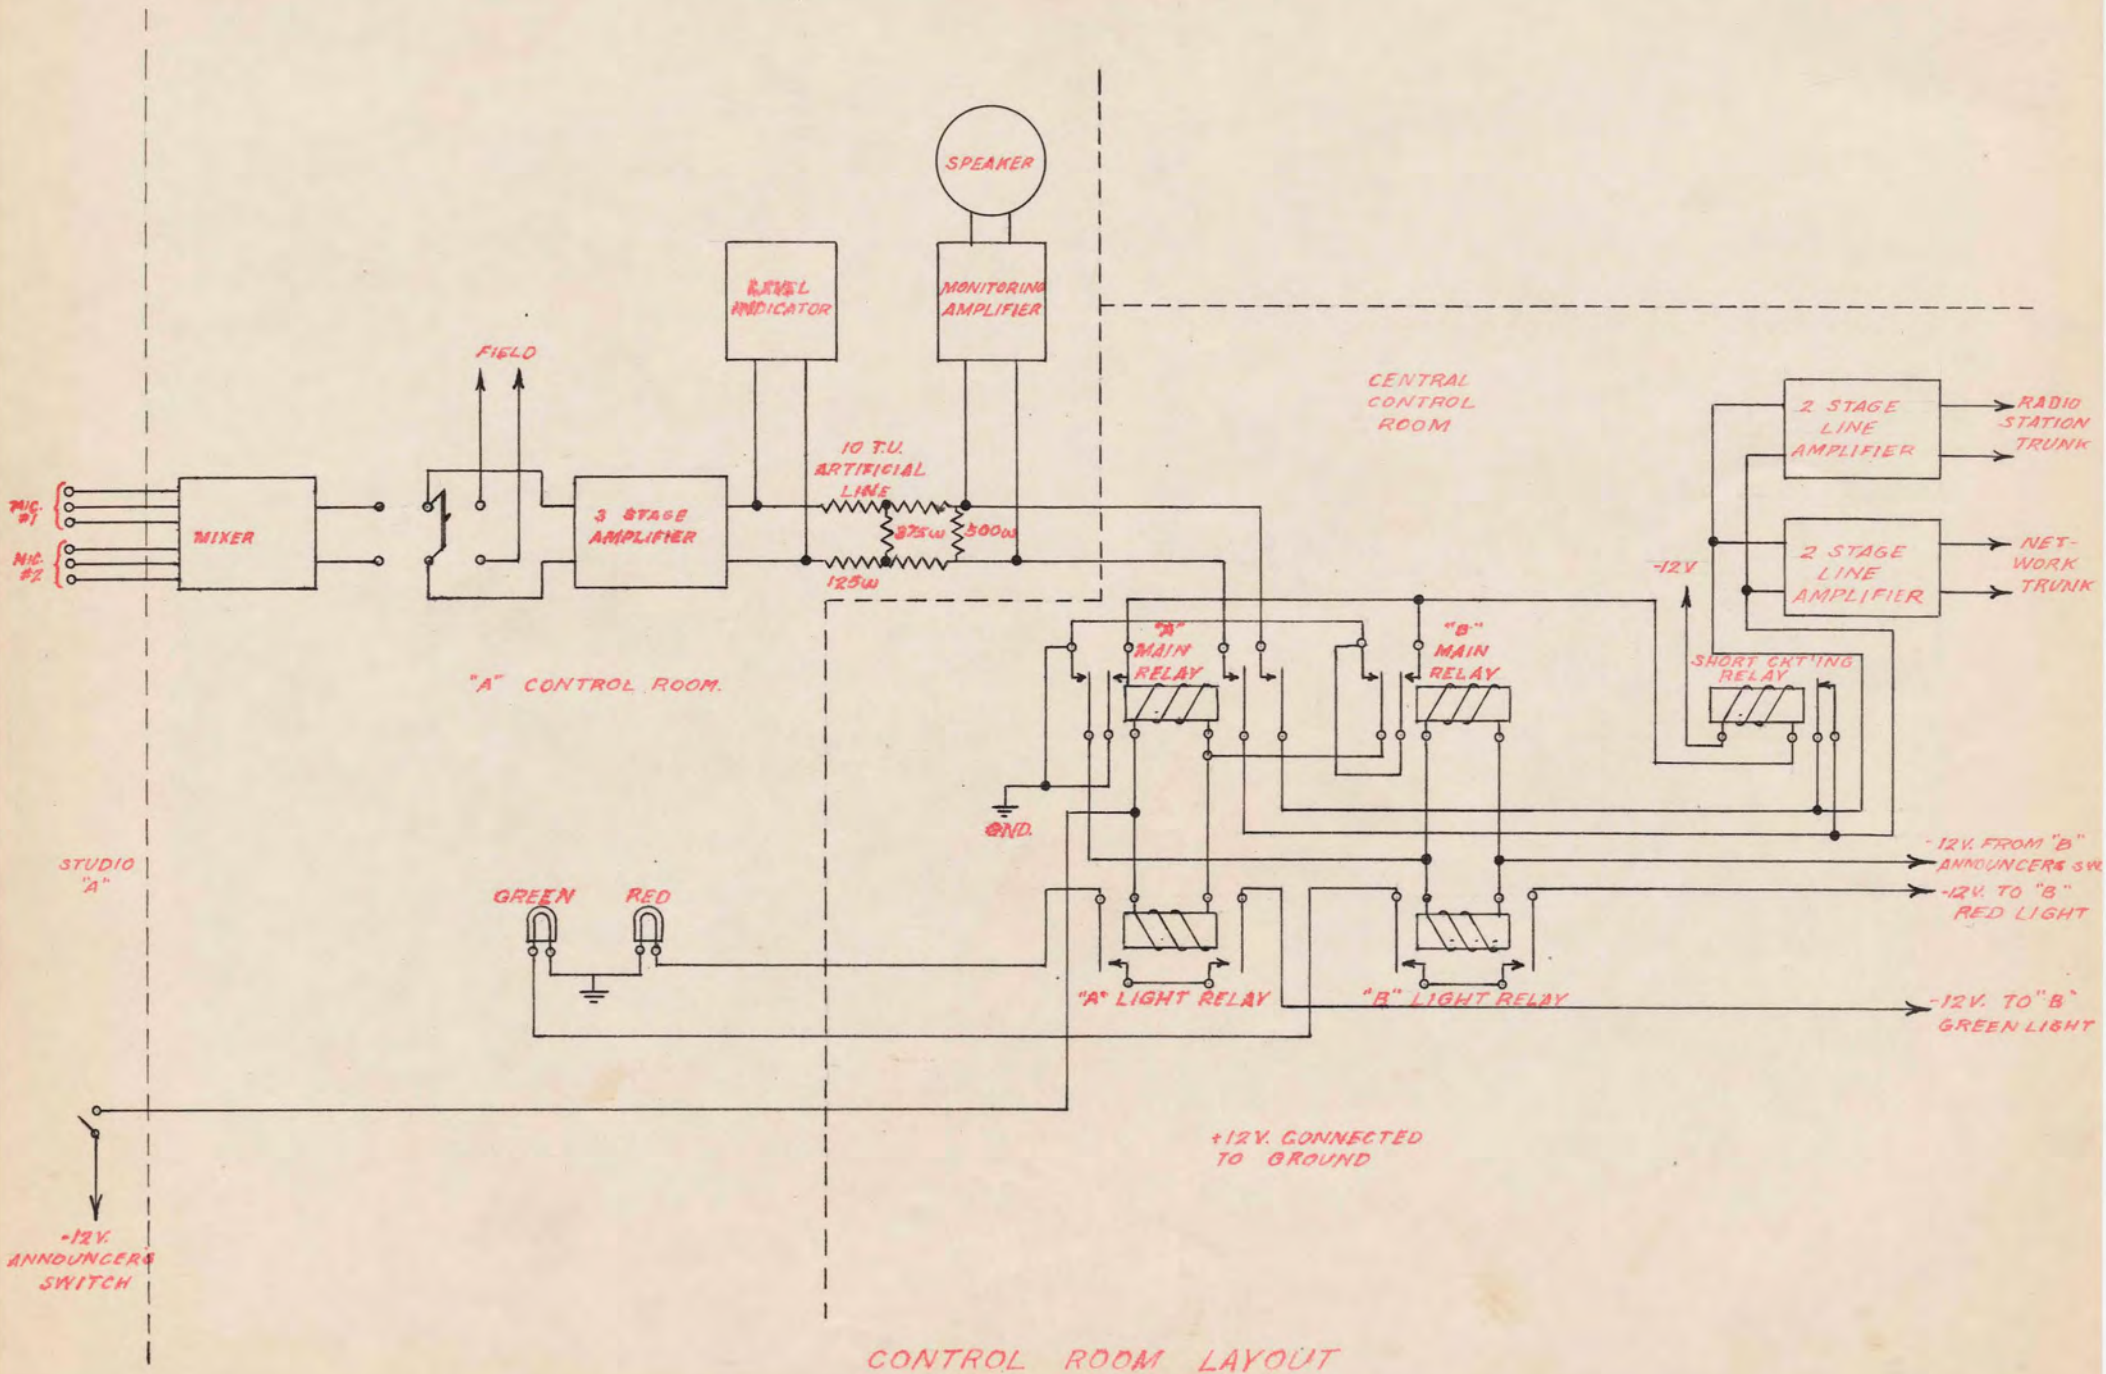 SPEAKER
LEVEL
INDICATOR
MONITORING
AMPLIFIER
FIELD
CENTRAL
CONTROL
ROOM
2 STAGE
LINE
AMPLIFIER
RADIO
STATION
TRUNK
10 T.U.
ARTIFICIAL
LINE
MIC.
#1
MIC.
#2
MIXER
3 STAGE
AMPLIFIER
375ω
500ω
125ω
2 STAGE
LINE
AMPLIFIER
NET-
WORK
TRUNK
-12V
"A" CONTROL ROOM.
"A"
MAIN
RELAY
"B"
MAIN
RELAY
SHORT CKT'ING
RELAY
GND.
STUDIO
"A"
GREEN
RED
-12V. FROM "B"
ANNOUNCERS SW.
-12V. TO "B"
RED LIGHT
"A" LIGHT RELAY
"B" LIGHT RELAY
-12V. TO "B"
GREEN LIGHT
+12V. CONNECTED
TO GROUND
-12V.
ANNOUNCER'S
SWITCH
CONTROL ROOM LAYOUT